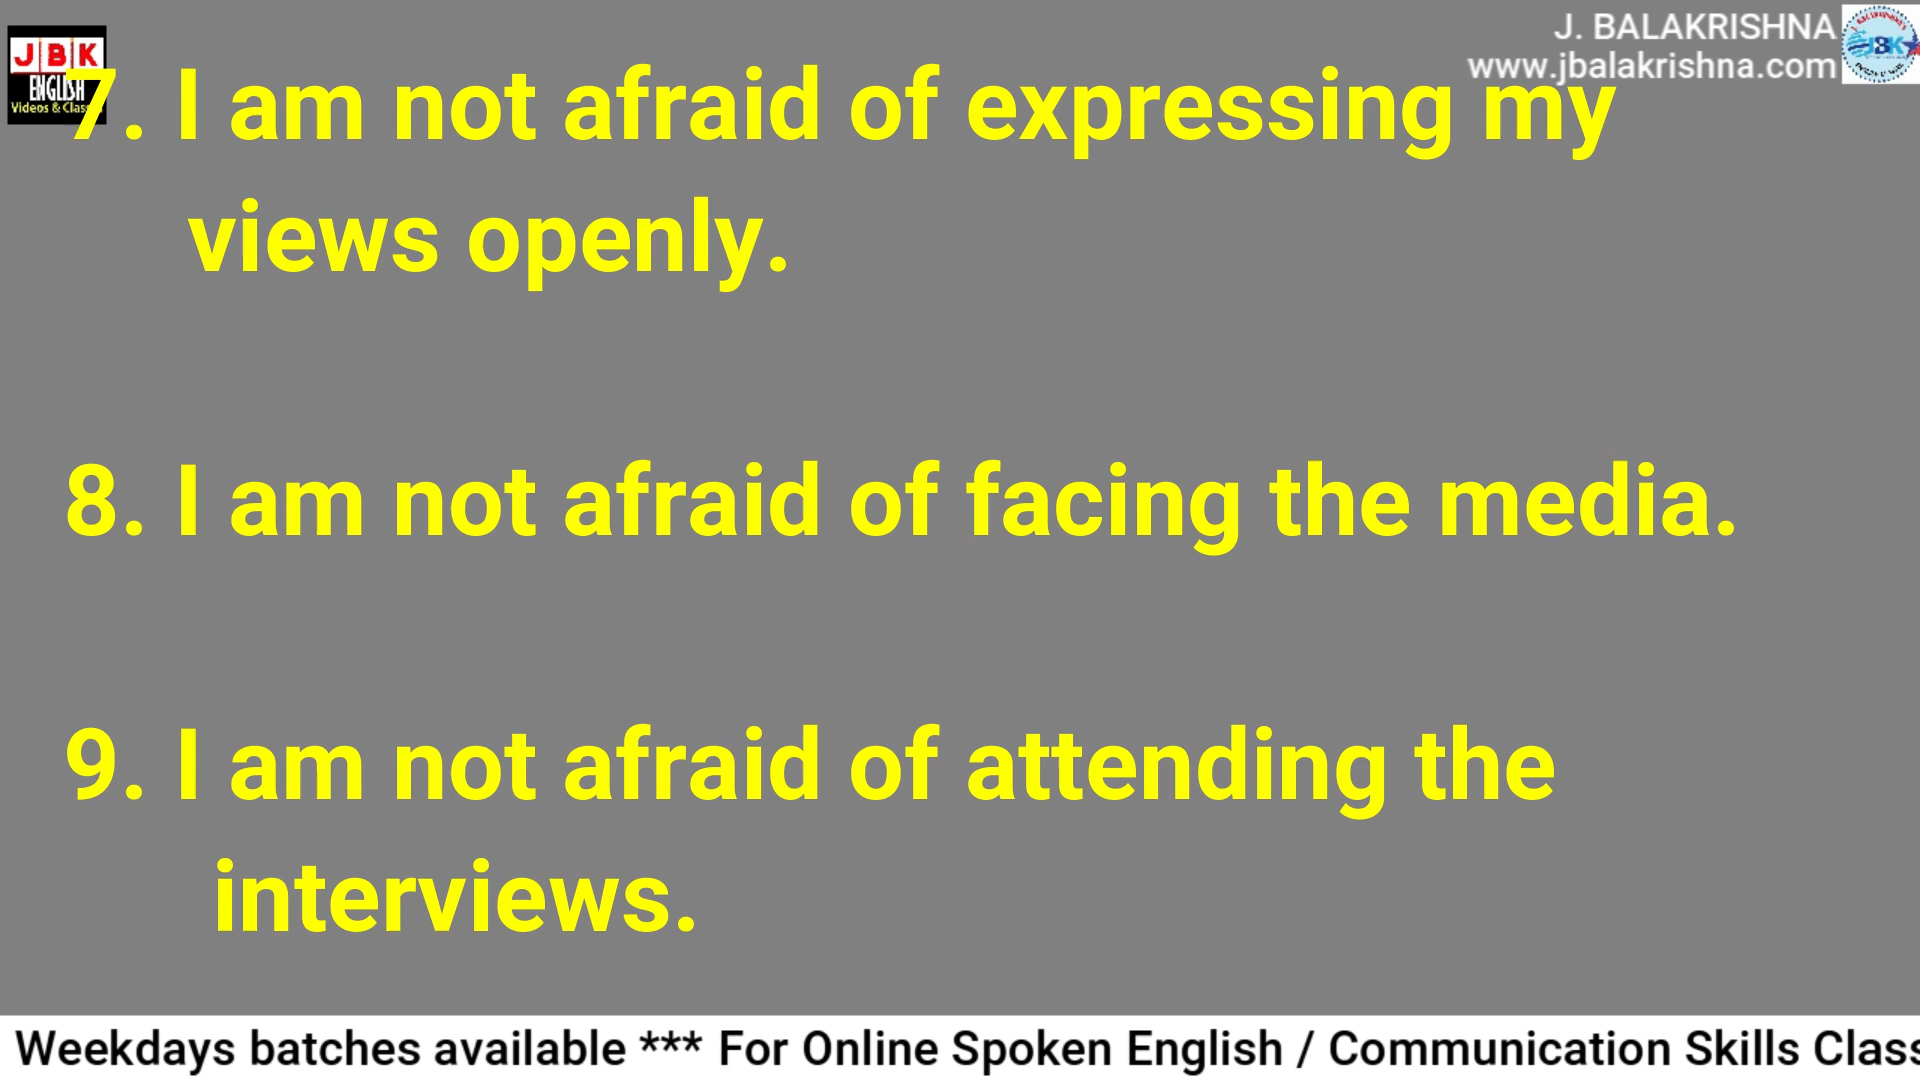 J. BALAKRISHNA
www.jbalakrishna.com
JBK
ENGLISH
Videos & Clas
7. I am not afraid of expressing my
views openly.
8. I am not afraid of facing the media.
9. I am not afraid of attending the
interviews.
Weekdays batches available *** For Online Spoken English / Communication Skills Class